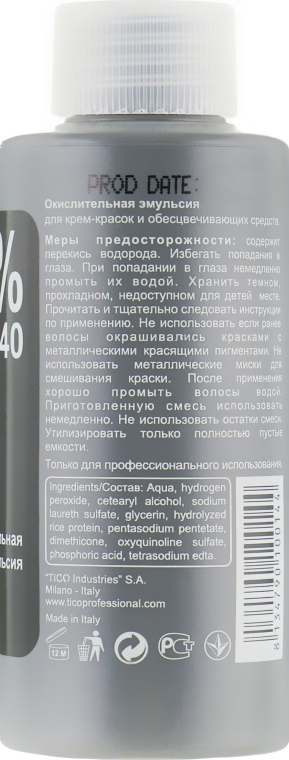 PROD DATE:
Окислительная эмульсия
для крем-красок и обесцвечивающих средств.
Меры предосторожности: содержит
перекись водорода. Избегать попадания в
глаза. При попадании в глаза немедленно
промыть их водой. Хранить темном,
прохладном, недоступном для детей месте.
Прочитать и тщательно следовать инструкции
по применению. Не использовать если ранее
волосы окрашивались красками с
металлическими красящими пигментами. Не
использовать металлические миски для
смешивания краски. После применения
хорошо промыть волосы водой.
Приготовленную смесь использовать
немедленно. Не использовать остатки смеси.
Утилизировать только полностью пустые
емкости.
Только для профессионального использования.
%
40
Ingredients/Состав: Aqua, hydrogen
peroxide, cetearyl alcohol, sodium
laureth sulfate, glycerin, hydrolyzed
rice protein, pentasodium pentetate,
dimethicone, oxyquinoline sulfate,
phosphoric acid, tetrasodium edta.
льная
льсия
"TICO Industries" S.A.
Milano - Italy
www.ticoprofessional.com
Made in Italy
12 M
8134790100144